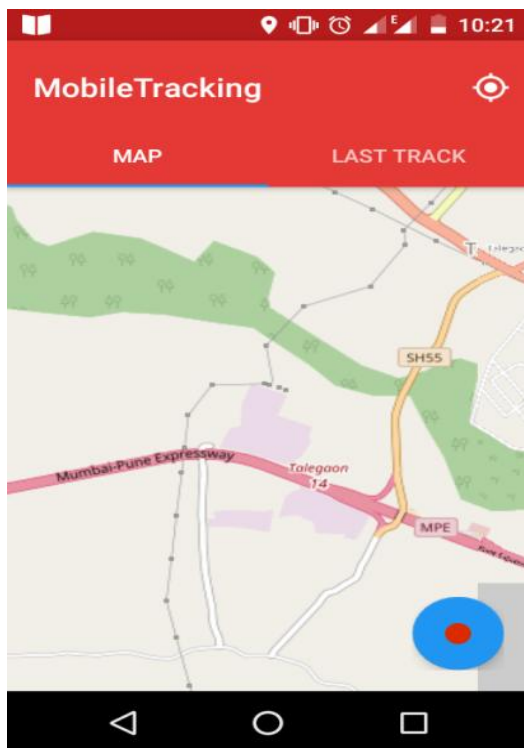 E 10:21
MobileTracking
MAP LAST TRACK
T
SH55
Mumbai-Pune Expressway
Talegaon
14
MPE